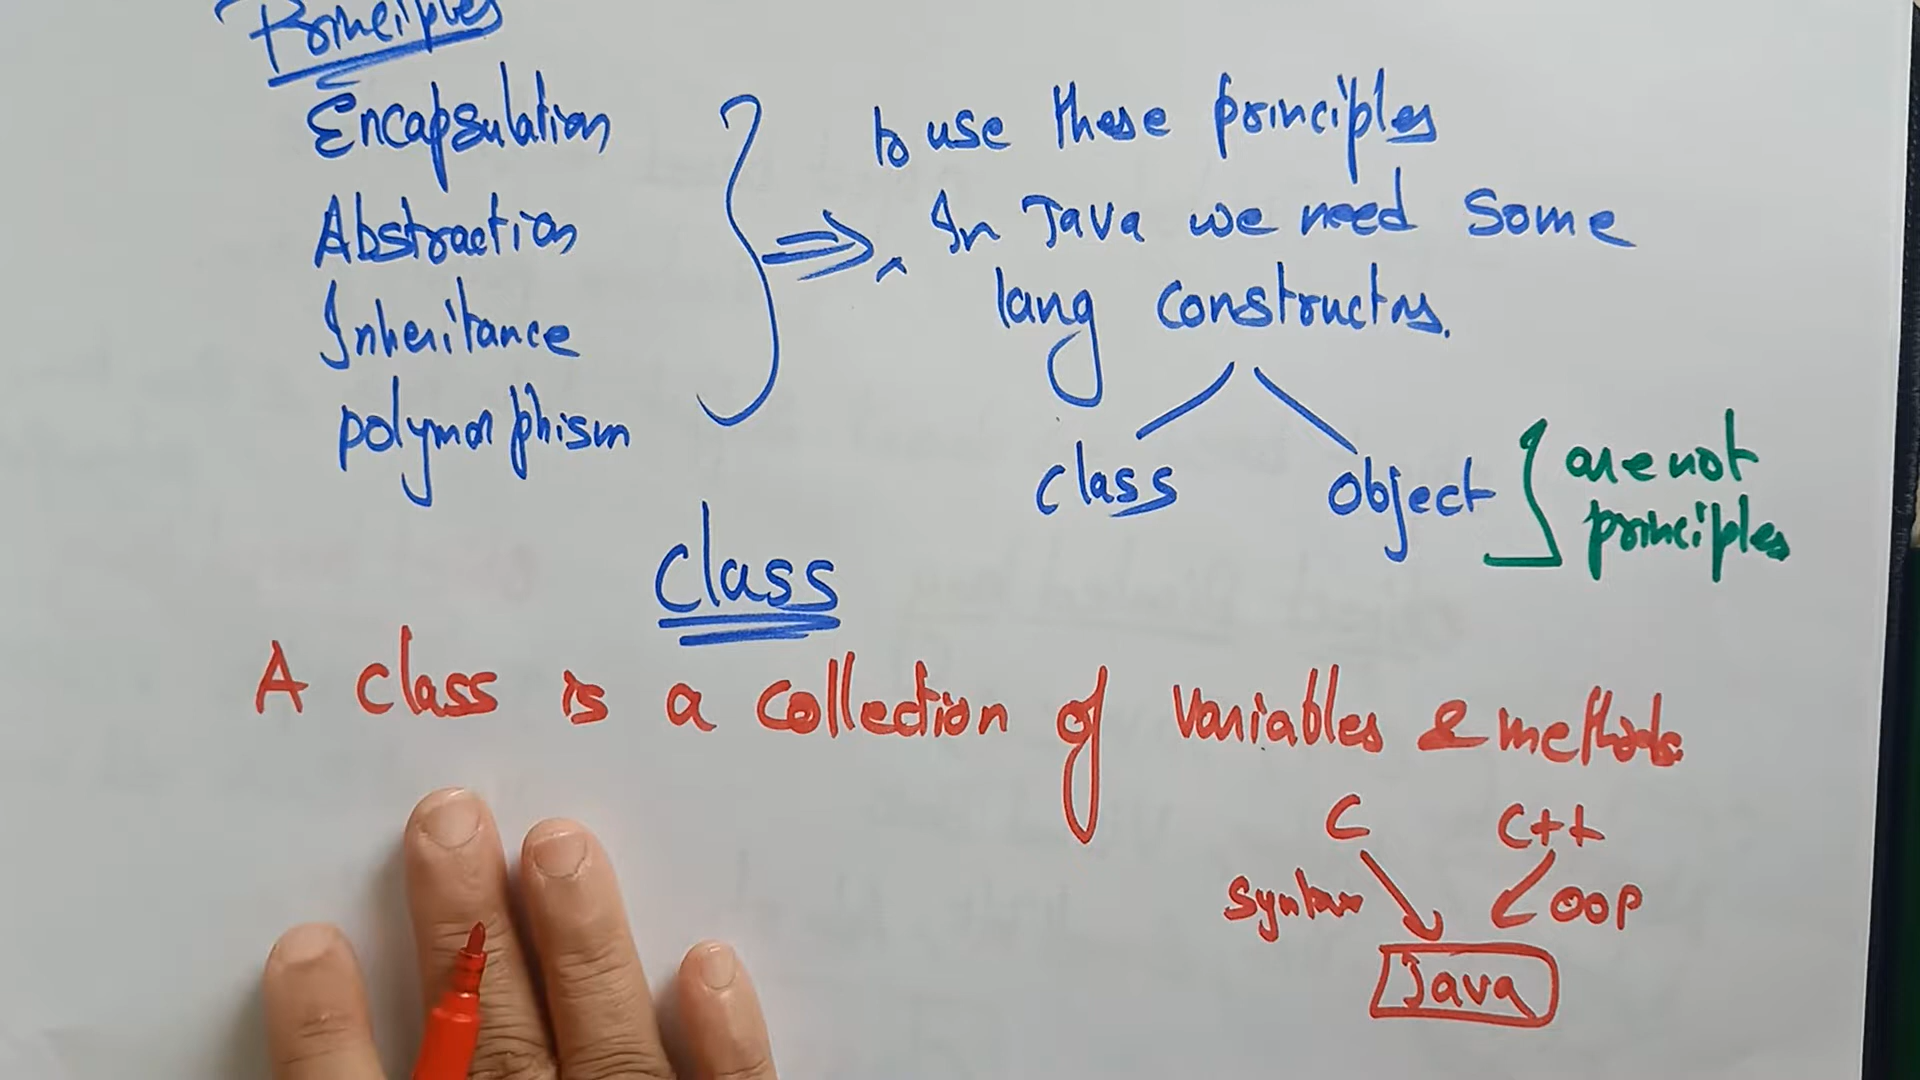 Principles
Encapsulation
Abstraction
Inheritance
polymorphism
to use these principles
In Java we need some
lang constructs.
class
object
are not
principles
class
A class is a collection of variables & methods
C
C++
Syntax
OOP
Java